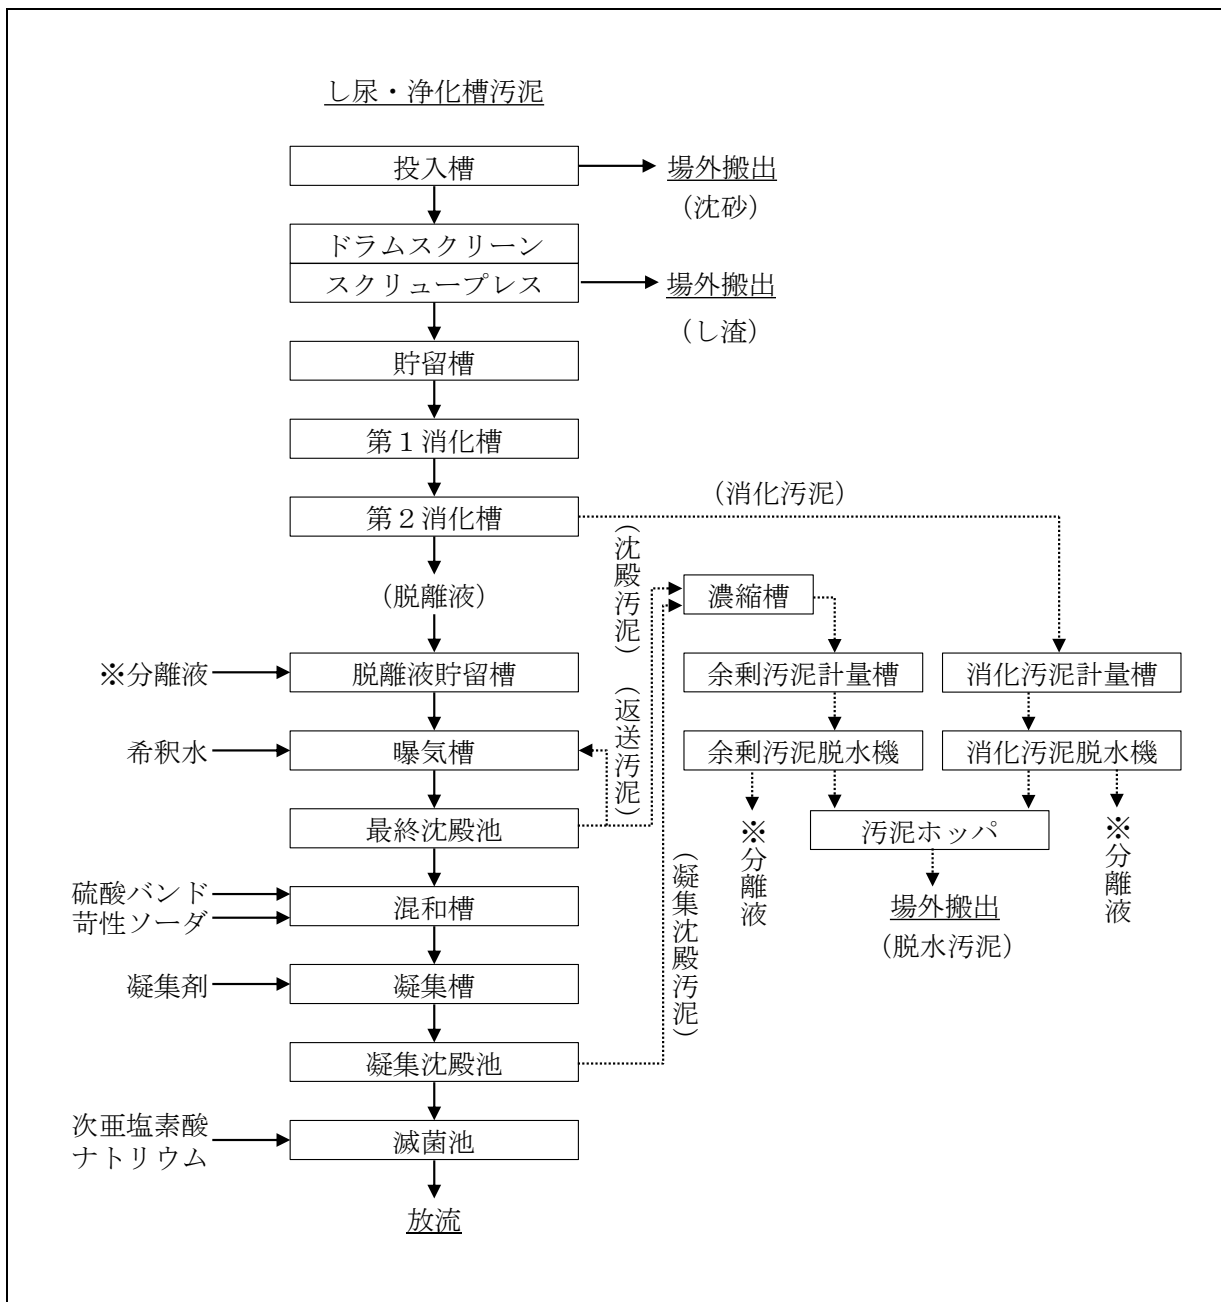 し尿・浄化槽汚泥
投入槽
場外搬出
(沈砂)
ドラムスクリーン
スクリュープレス
場外搬出
(し渣)
貯留槽
第１消化槽
第２消化槽
(消化汚泥)
(脱離液)
(沈殿汚泥)
濃縮槽
※分離液
脱離液貯留槽
余剰汚泥計量槽
消化汚泥計量槽
希釈水
曝気槽
(返送汚泥)
余剰汚泥脱水機
消化汚泥脱水機
最終沈殿池
※分離液
汚泥ホッパ
※分離液
硫酸バンド
苛性ソーダ
混和槽
(凝集沈殿汚泥)
場外搬出
(脱水汚泥)
凝集剤
凝集槽
凝集沈殿池
次亜塩素酸
ナトリウム
滅菌池
放流